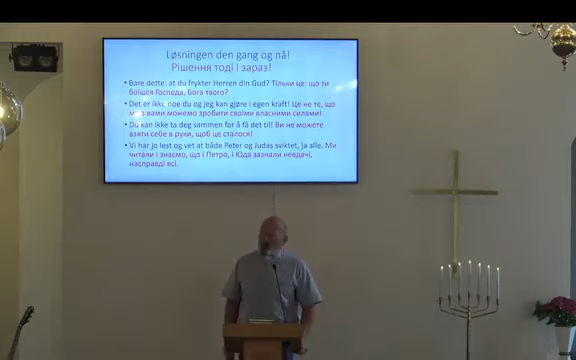 Løsningen den gang og nå!
Рішення тоді і зараз!
• Bare dette: at du frykter Herren din Gud? Тільки це: що ти
боїшся Господа, Бога твого?
• Det er ikke noe du og jeg kan gjøre i egen kraft! Це не те, що
ми з вами можемо зробити своїми власними силами!
• Du kan ikke ta deg sammen for å få det til! Ви не можете
взяти себе в руки, щоб це сталося!
• Vi har jo lest og vet at både Peter og Judas sviktet, ja alle. Ми
читали і знаємо, що і Петро, і Юда зазнали невдачі,
насправді всі.